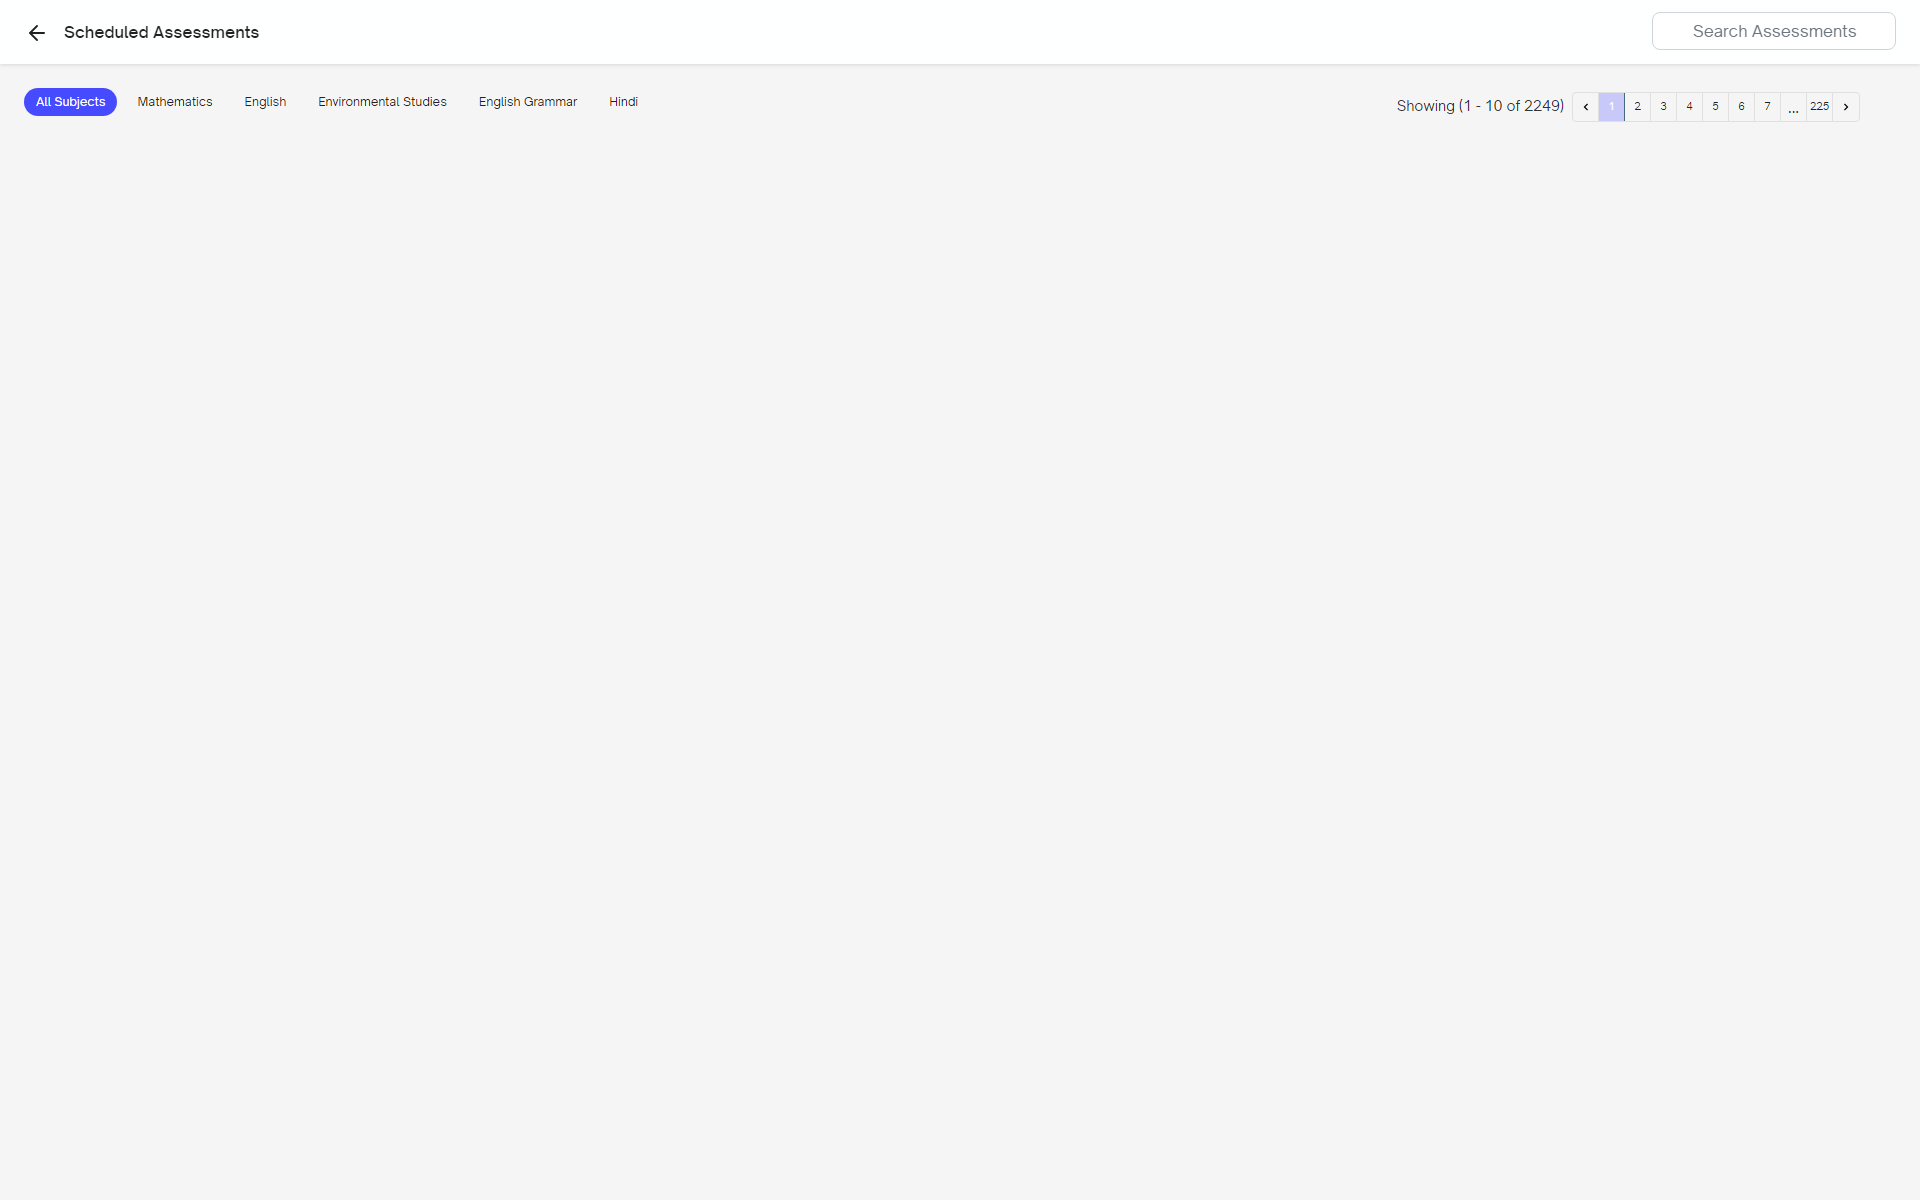 Scheduled Assessments
Search Assessments
All Subjects Mathematics English Environmental Studies English Grammar Hindi
Showing (1 - 10 of 2249) ‹ 1 2 3 4 5 6 7 ... 225 ›